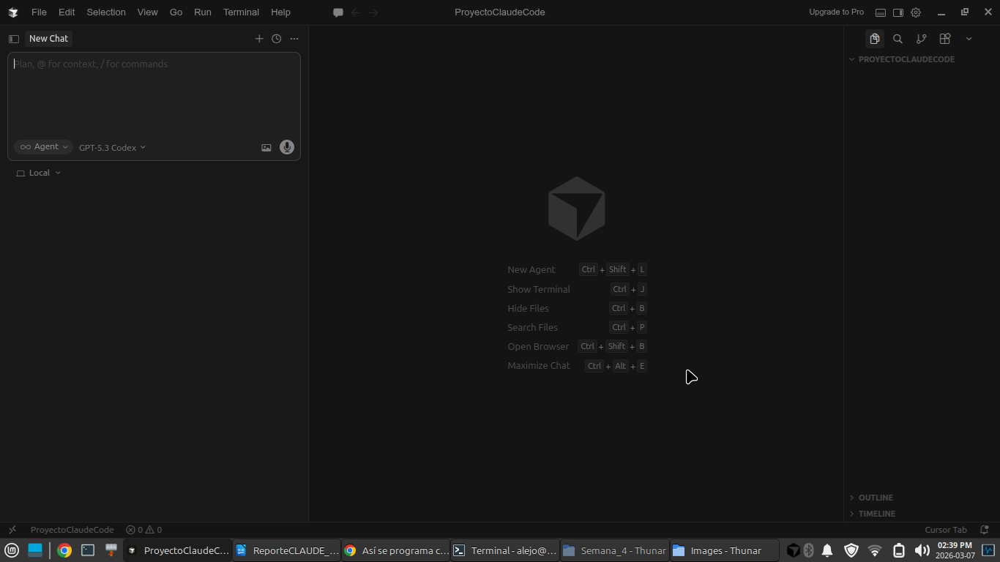 File Edit Selection View Go Run Terminal Help ProyectoClaudeCode Upgrade to Pro
New Chat
Plan, @ for context, / for commands
Agent GPT-5.3 Codex
Local
PROYECTOCLAUDECODE
New Agent Ctrl + Shift + L
Show Terminal Ctrl + J
Hide Files Ctrl + B
Search Files Ctrl + P
Open Browser Ctrl + Shift + B
Maximize Chat Ctrl + Alt + E
OUTLINE
TIMELINE
ProyectoClaudeCode 0 0 Cursor Tab
ProyectoClaudeC... ReporteCLAUDE_... Así se programa c... Terminal - alejo@... Semana_4 - Thunar Images - Thunar 02:39 PM
2026-03-07